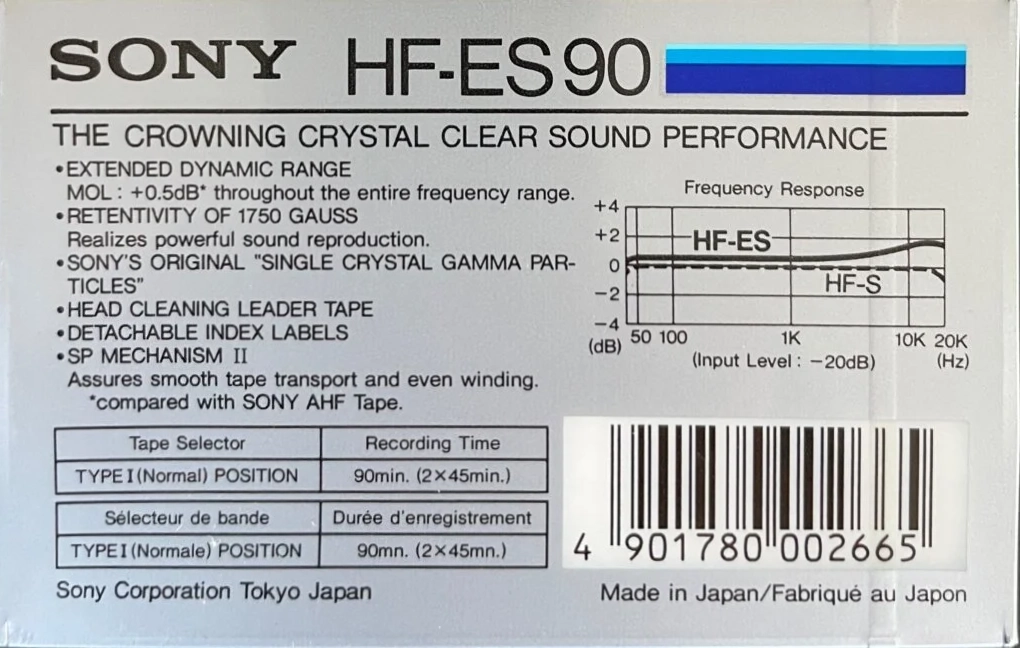 SONY HF-ES90
THE CROWNING CRYSTAL CLEAR SOUND PERFORMANCE
•EXTENDED DYNAMIC RANGE
MOL : +0.5dB* throughout the entire frequency range.
•RETENTIVITY OF 1750 GAUSS
Realizes powerful sound reproduction.
•SONY'S ORIGINAL "SINGLE CRYSTAL GAMMA PAR-
TICLES"
•HEAD CLEANING LEADER TAPE
•DETACHABLE INDEX LABELS
•SP MECHANISM II
Assures smooth tape transport and even winding.
*compared with SONY AHF Tape.
Frequency Response
+4
+2
0
−2
−4
(dB)
HF-ES
HF-S
50 100 1K 10K 20K
(Input Level : −20dB) (Hz)
Tape Selector Recording Time
TYPE I (Normal) POSITION 90min. (2×45min.)
Sélecteur de bande Durée d'enregistrement
TYPE I (Normale) POSITION 90mn. (2×45mn.)
4 901780 002665
Sony Corporation Tokyo Japan
Made in Japan/Fabriqué au Japon